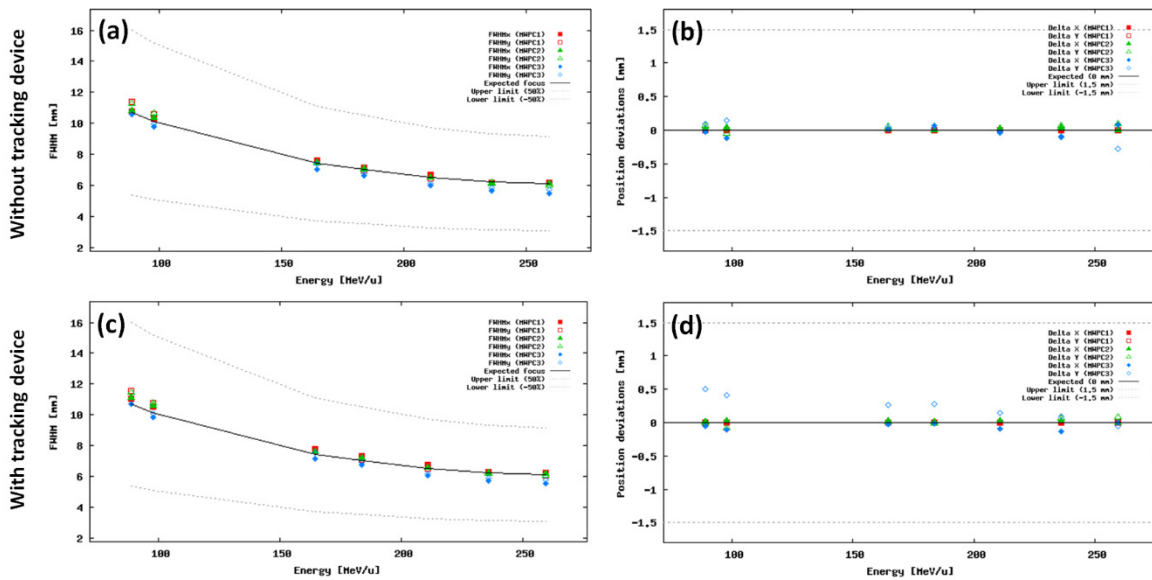 Without tracking device
(a)
FWHM [mm]
16
14
12
10
8
6
4
2
100
150
200
250
Energy [MeV/u]
FWHMx (MWPC1)
FWHMy (MWPC1)
FWHMx (MWPC2)
FWHMy (MWPC2)
FWHMx (MWPC3)
FWHMy (MWPC3)
Expected focus
Upper limit (50%)
Lower limit (-50%)
(b)
Position deviations [mm]
1.5
1
0.5
0
-0.5
-1
-1.5
100
150
200
250
Energy [MeV/u]
Delta X (MWPC1)
Delta Y (MWPC1)
Delta X (MWPC2)
Delta Y (MWPC2)
Delta X (MWPC3)
Delta Y (MWPC3)
Expected (0 mm)
Upper limit (1.5 mm)
Lower limit (-1.5 mm)
With tracking device
(c)
FWHM [mm]
16
14
12
10
8
6
4
2
100
150
200
250
Energy [MeV/u]
FWHMx (MWPC1)
FWHMy (MWPC1)
FWHMx (MWPC2)
FWHMy (MWPC2)
FWHMx (MWPC3)
FWHMy (MWPC3)
Expected focus
Upper limit (50%)
Lower limit (-50%)
(d)
Position deviations [mm]
1.5
1
0.5
0
-0.5
-1
-1.5
100
150
200
250
Energy [MeV/u]
Delta X (MWPC1)
Delta Y (MWPC1)
Delta X (MWPC2)
Delta Y (MWPC2)
Delta X (MWPC3)
Delta Y (MWPC3)
Expected (0 mm)
Upper limit (1.5 mm)
Lower limit (-1.5 mm)